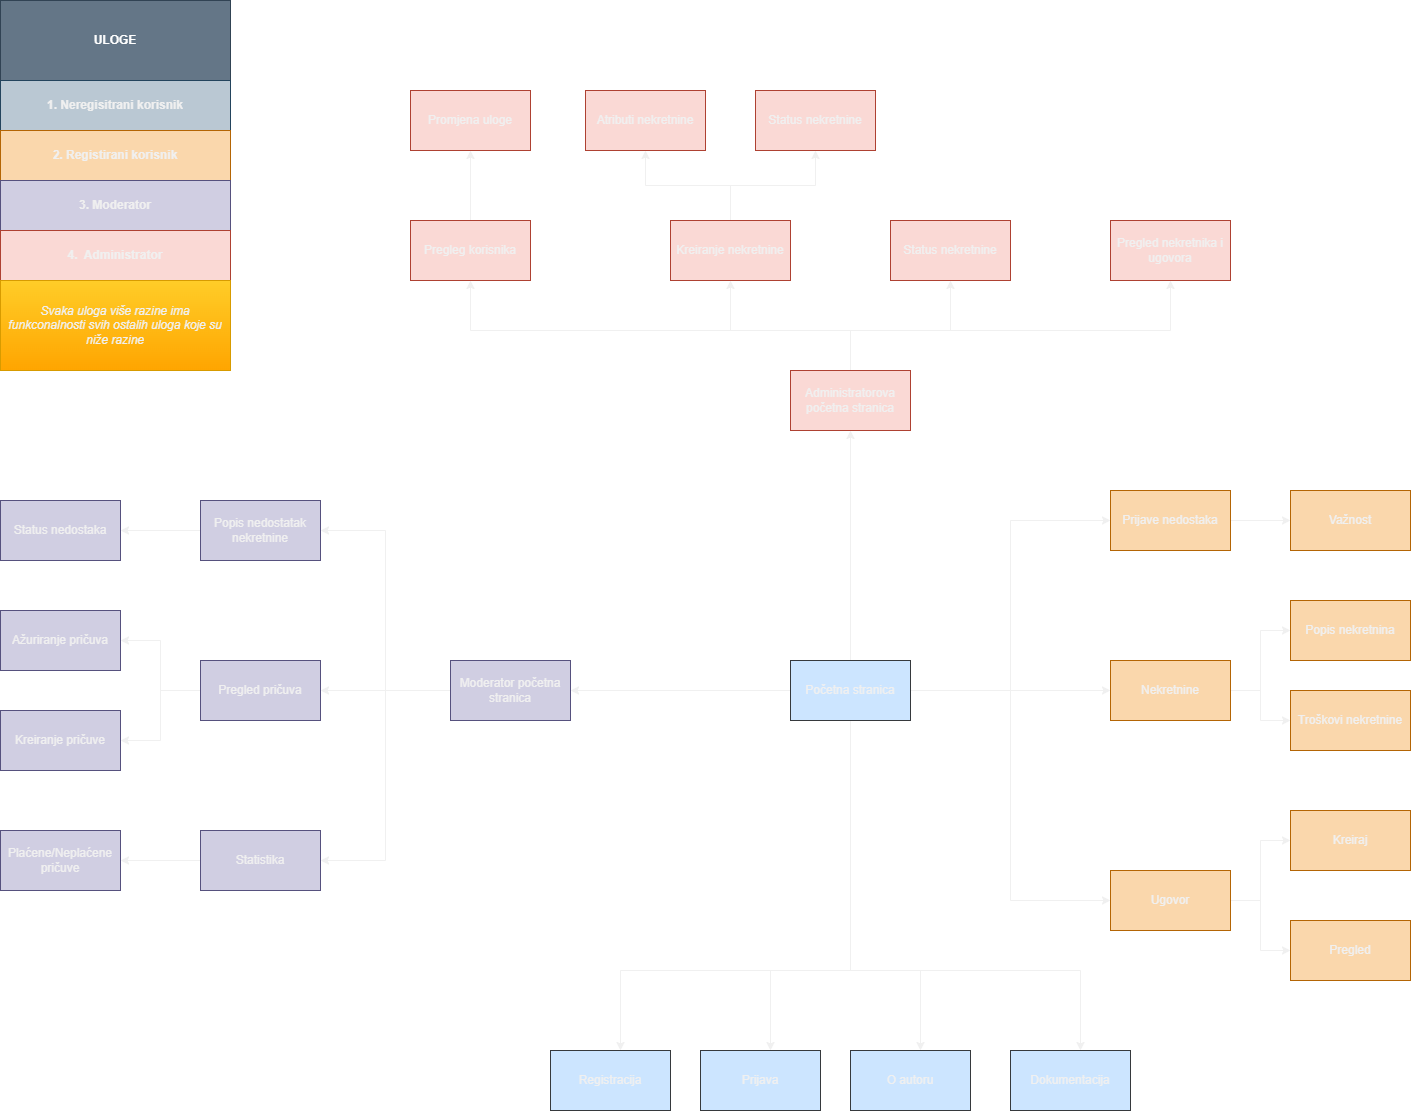 ULOGE
1. Neregisitrani korisnik
2. Registirani korisnik
3. Moderator
4. Administrator
Svaka uloga više razine ima
funkconalnosti svih ostalih uloga koje su
niže razine
Promjena uloge
Atributi nekretnine
Status nekretnine
Pregleg korisnika
Kreiranje nekretnine
Status nekretnine
Pregled nekretnika i
ugovora
Administratorova
početna stranica
Status nedostaka
Popis nedostatak
nekretnine
Prijave nedostaka
Važnost
Ažuriranje pričuva
Pregled pričuva
Kreiranje pričuve
Moderator početna
stranica
Početna stranica
Nekretnine
Popis nekretnina
Troškovi nekretnine
Plaćene/Neplaćene
pričuve
Statistika
Ugovor
Kreiraj
Pregled
Registracija
Prijava
O autoru
Dokumentacija